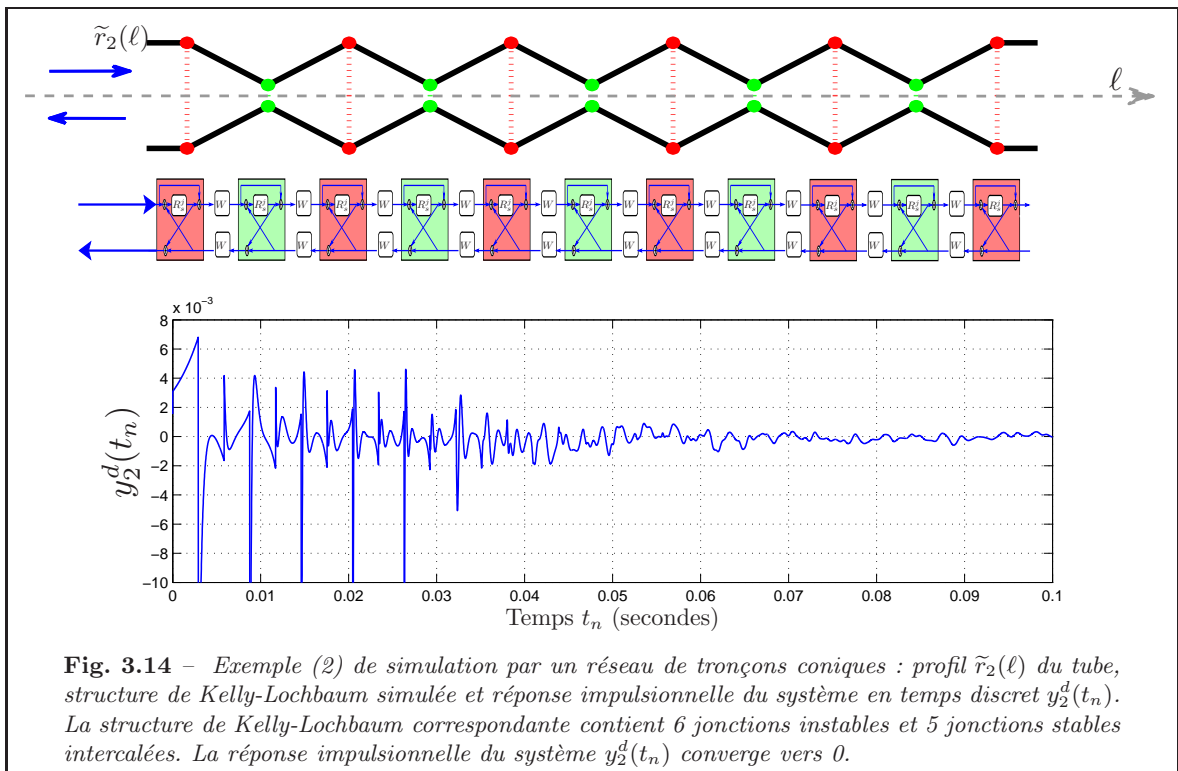 r̃₂(ℓ)
ℓ
W W W W W W W W W W
W W W W W W W W W W
x 10⁻³
8
6
4
2
0
−2
−4
−6
−8
−10
y₂ᵈ(tₙ)
0 0.01 0.02 0.03 0.04 0.05 0.06 0.07 0.08 0.09 0.1
Temps tₙ (secondes)
Fig. 3.14 – Exemple (2) de simulation par un réseau de tronçons coniques : profil r̃₂(ℓ) du tube,
structure de Kelly-Lochbaum simulée et réponse impulsionnelle du système en temps discret y₂ᵈ(tₙ).
La structure de Kelly-Lochbaum correspondante contient 6 jonctions instables et 5 jonctions stables
intercalées. La réponse impulsionnelle du système y₂ᵈ(tₙ) converge vers 0.